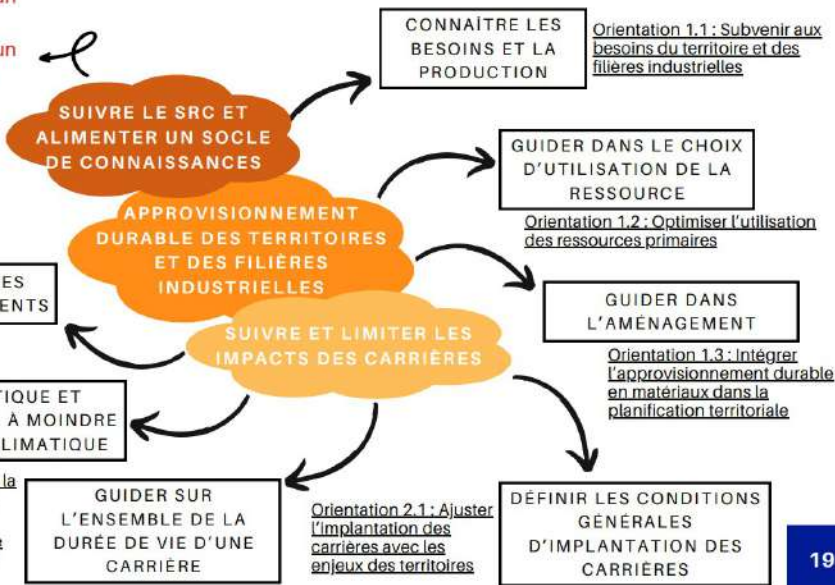 un
un
CONNAÎTRE LES
BESOINS ET LA
PRODUCTION
Orientation 1.1 : Subvenir aux
besoins du territoire et des
filières industrielles
SUIVRE LE SRC ET
ALIMENTER UN SOCLE
DE CONNAISSANCES
GUIDER DANS LE CHOIX
D'UTILISATION DE LA
RESSOURCE
Orientation 1.2 : Optimiser l'utilisation
des ressources primaires
APPROVISIONNEMENT
DURABLE DES TERRITOIRES
ET DES FILIÈRES
INDUSTRIELLES
GUIDER DANS
L'AMÉNAGEMENT
Orientation 1.3 : Intégrer
l'approvisionnement durable
en matériaux dans la
planification territoriale
ES
ENTS
SUIVRE ET LIMITER LES
IMPACTS DES CARRIÈRES
TIQUE ET
À MOINDRE
LIMATIQUE
la
e
GUIDER SUR
L'ENSEMBLE DE LA
DURÉE DE VIE D'UNE
CARRIÈRE
Orientation 2.1 : Ajuster
l'implantation des
carrières avec les
enjeux des territoires
DÉFINIR LES CONDITIONS
GÉNÉRALES
D'IMPLANTATION DES
CARRIÈRES
19